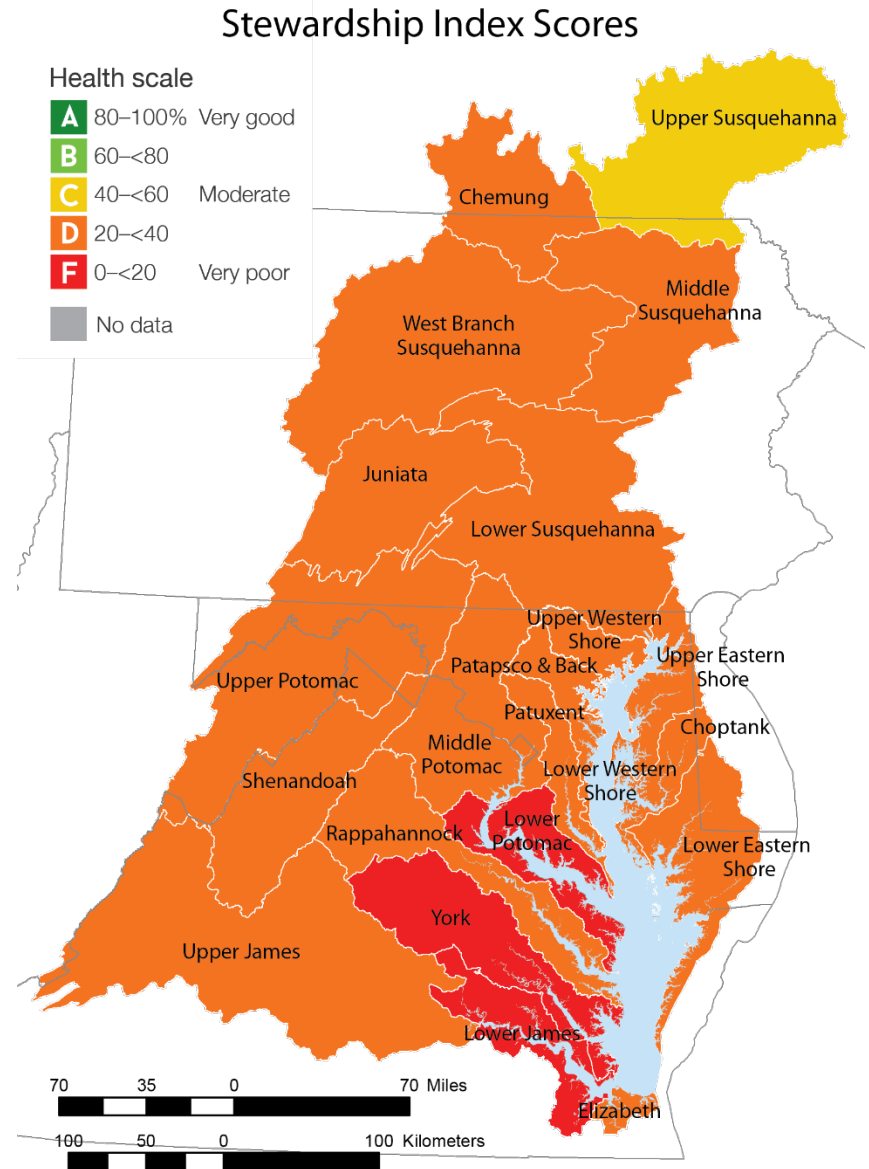 Stewardship Index Scores
Health scale
A 80–100% Very good
B 60–<80
C 40–<60 Moderate
D 20–<40
F 0–<20 Very poor
No data
Upper Susquehanna
Chemung
Middle
Susquehanna
West Branch
Susquehanna
Juniata
Lower Susquehanna
Upper Western
Shore
Patapsco & Back
Upper Eastern
Shore
Upper Potomac
Patuxent
Choptank
Middle
Potomac
Lower Western
Shore
Shenandoah
Rappahannock
Lower
Potomac
Lower Eastern
Shore
York
Upper James
Lower James
Elizabeth
70 35 0 70 Miles
100 50 0 100 Kilometers